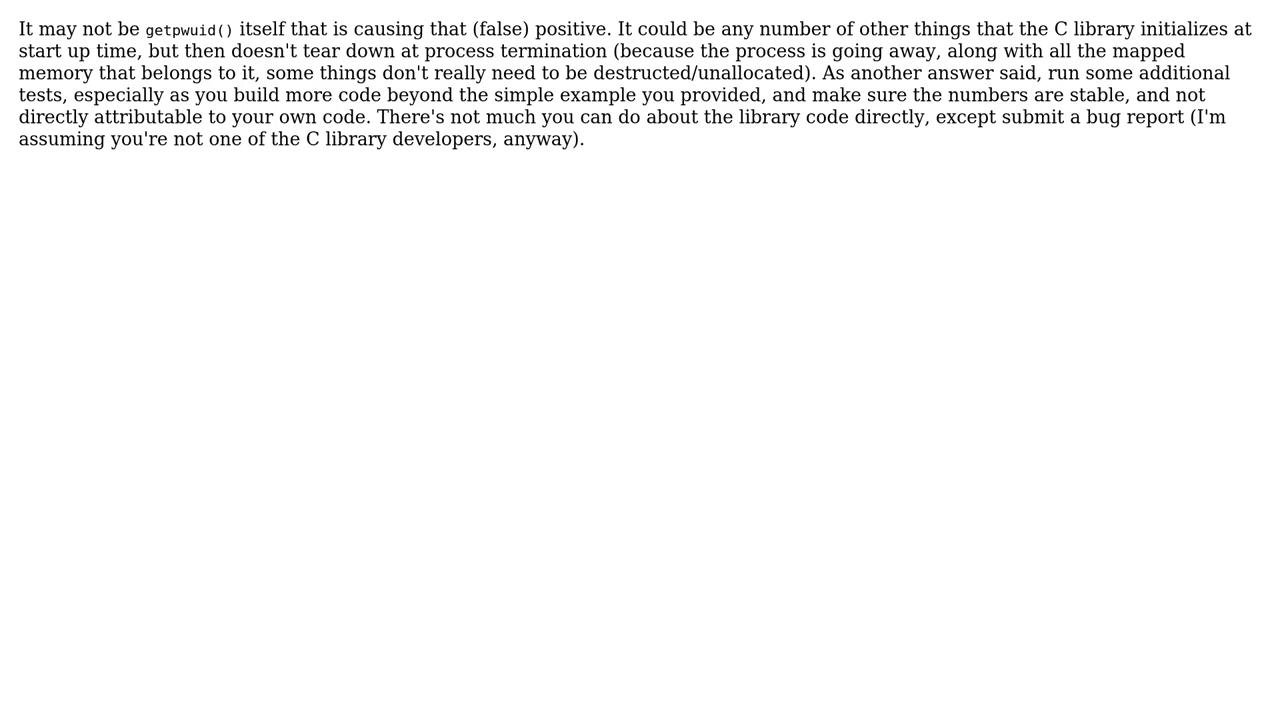 It may not be getpwuid() itself that is causing that (false) positive. It could be any number of other things that the C library initializes at
start up time, but then doesn't tear down at process termination (because the process is going away, along with all the mapped
memory that belongs to it, some things don't really need to be destructed/unallocated). As another answer said, run some additional
tests, especially as you build more code beyond the simple example you provided, and make sure the numbers are stable, and not
directly attributable to your own code. There's not much you can do about the library code directly, except submit a bug report (I'm
assuming you're not one of the C library developers, anyway).